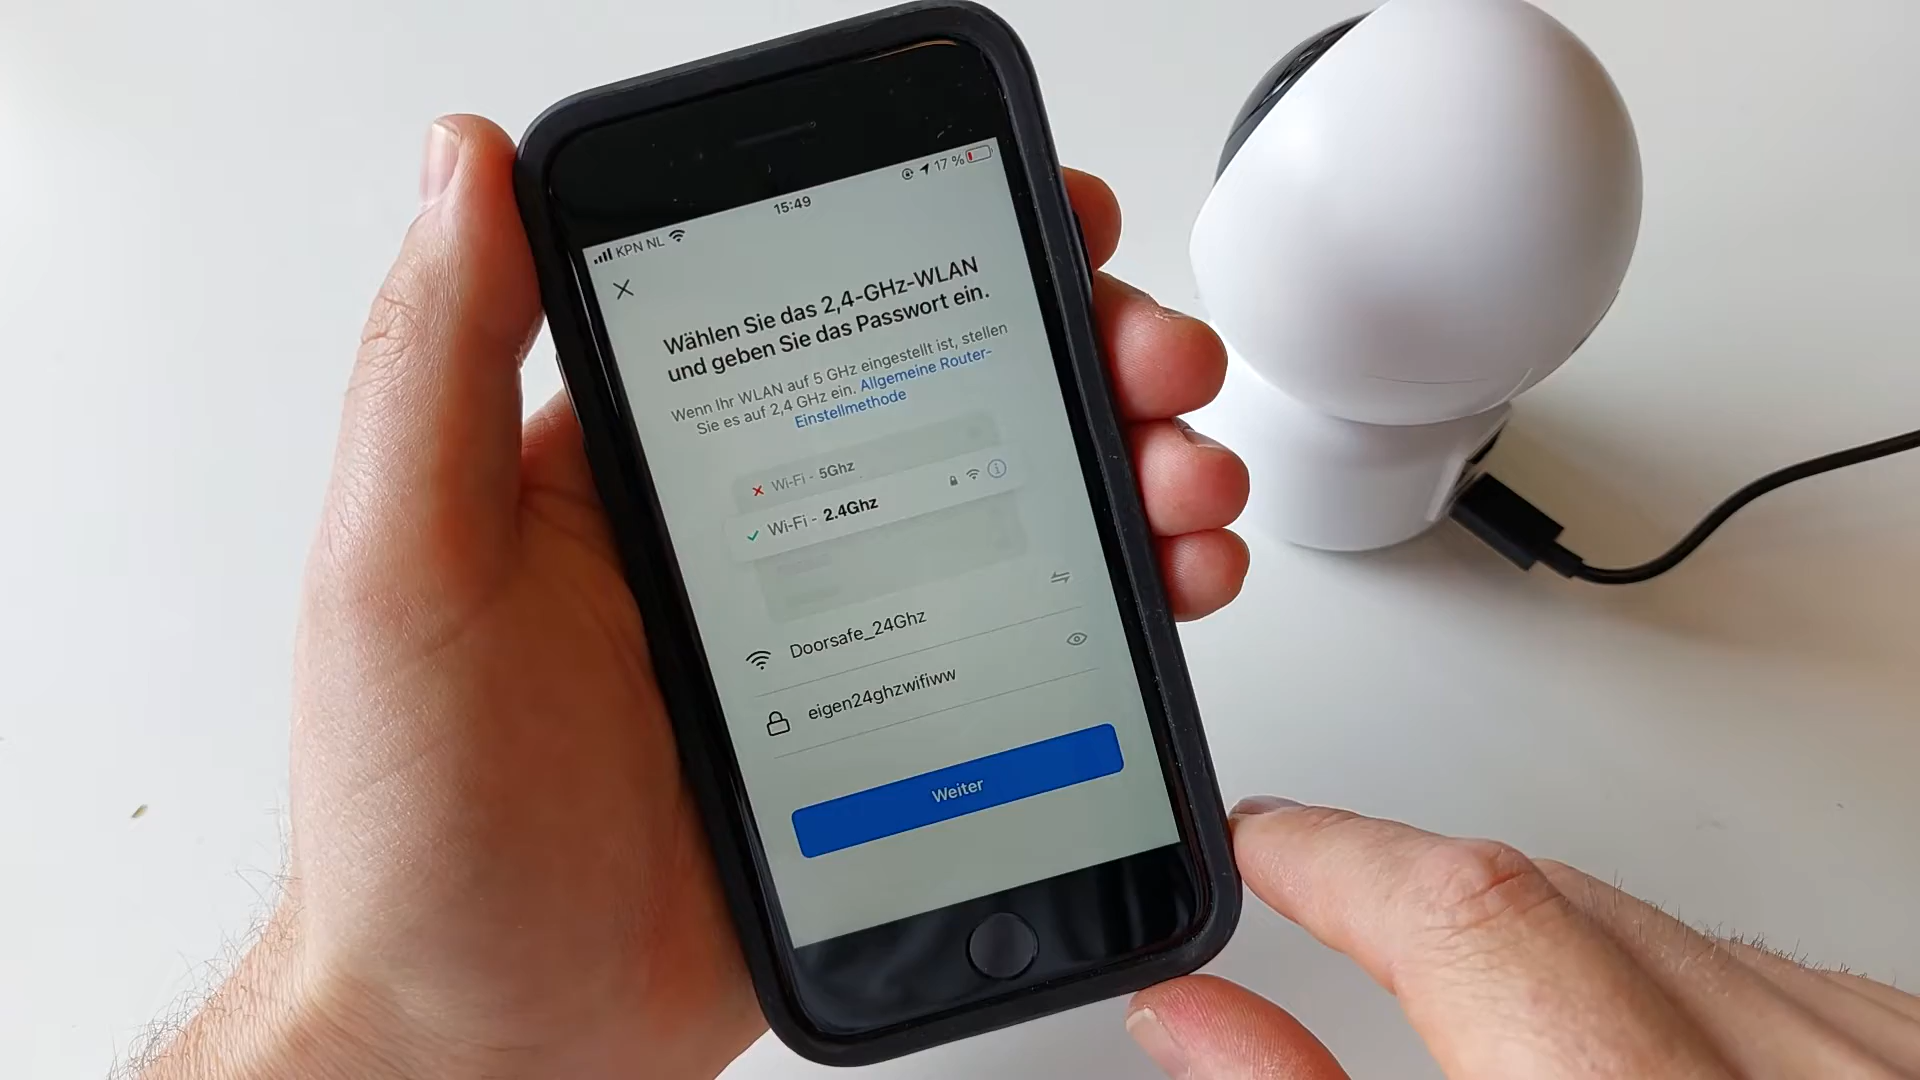 KPN NL
15:49
17 %
Wählen Sie das 2,4-GHz-WLAN
und geben Sie das Passwort ein.
Wenn Ihr WLAN auf 5 GHz eingestellt ist, stellen
Sie es auf 2,4 GHz ein. Allgemeine Router-
Einstellmethode
Wi-Fi - 5Ghz
Wi-Fi - 2.4Ghz
Doorsafe_24Ghz
eigen24ghzwifiww
Weiter